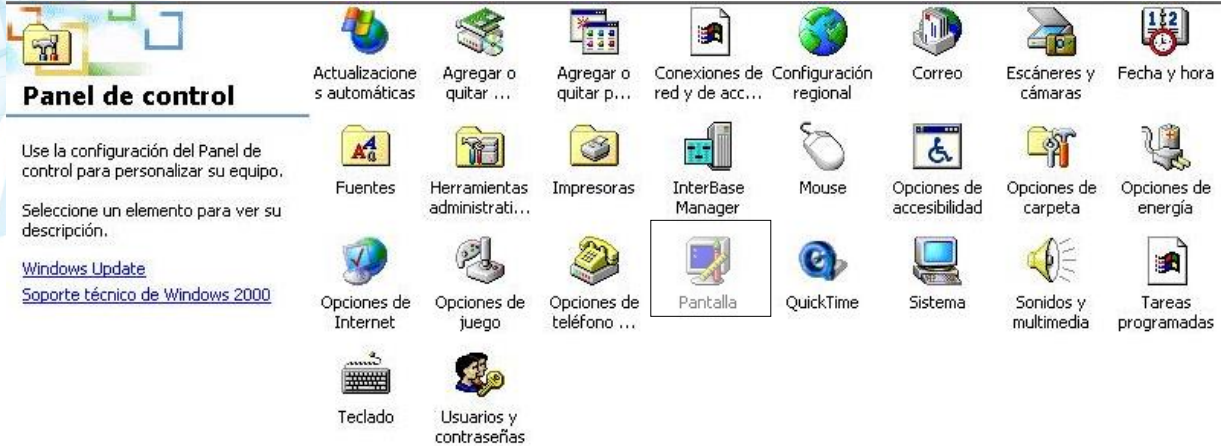 Panel de control
Use la configuración del Panel de
control para personalizar su equipo.
Seleccione un elemento para ver su
descripción.
Windows Update
Soporte técnico de Windows 2000
Actualizacione
s automáticas
Agregar o
quitar ...
Agregar o
quitar p...
Conexiones de
red y de acc...
Configuración
regional
Correo
Escáneres y
cámaras
Fecha y hora
Fuentes
Herramientas
administrati...
Impresoras
InterBase
Manager
Mouse
Opciones de
accesibilidad
Opciones de
carpeta
Opciones de
energía
Opciones de
Internet
Opciones de
juego
Opciones de
teléfono ...
Pantalla
QuickTime
Sistema
Sonidos y
multimedia
Tareas
programadas
Teclado
Usuarios y
contraseñas